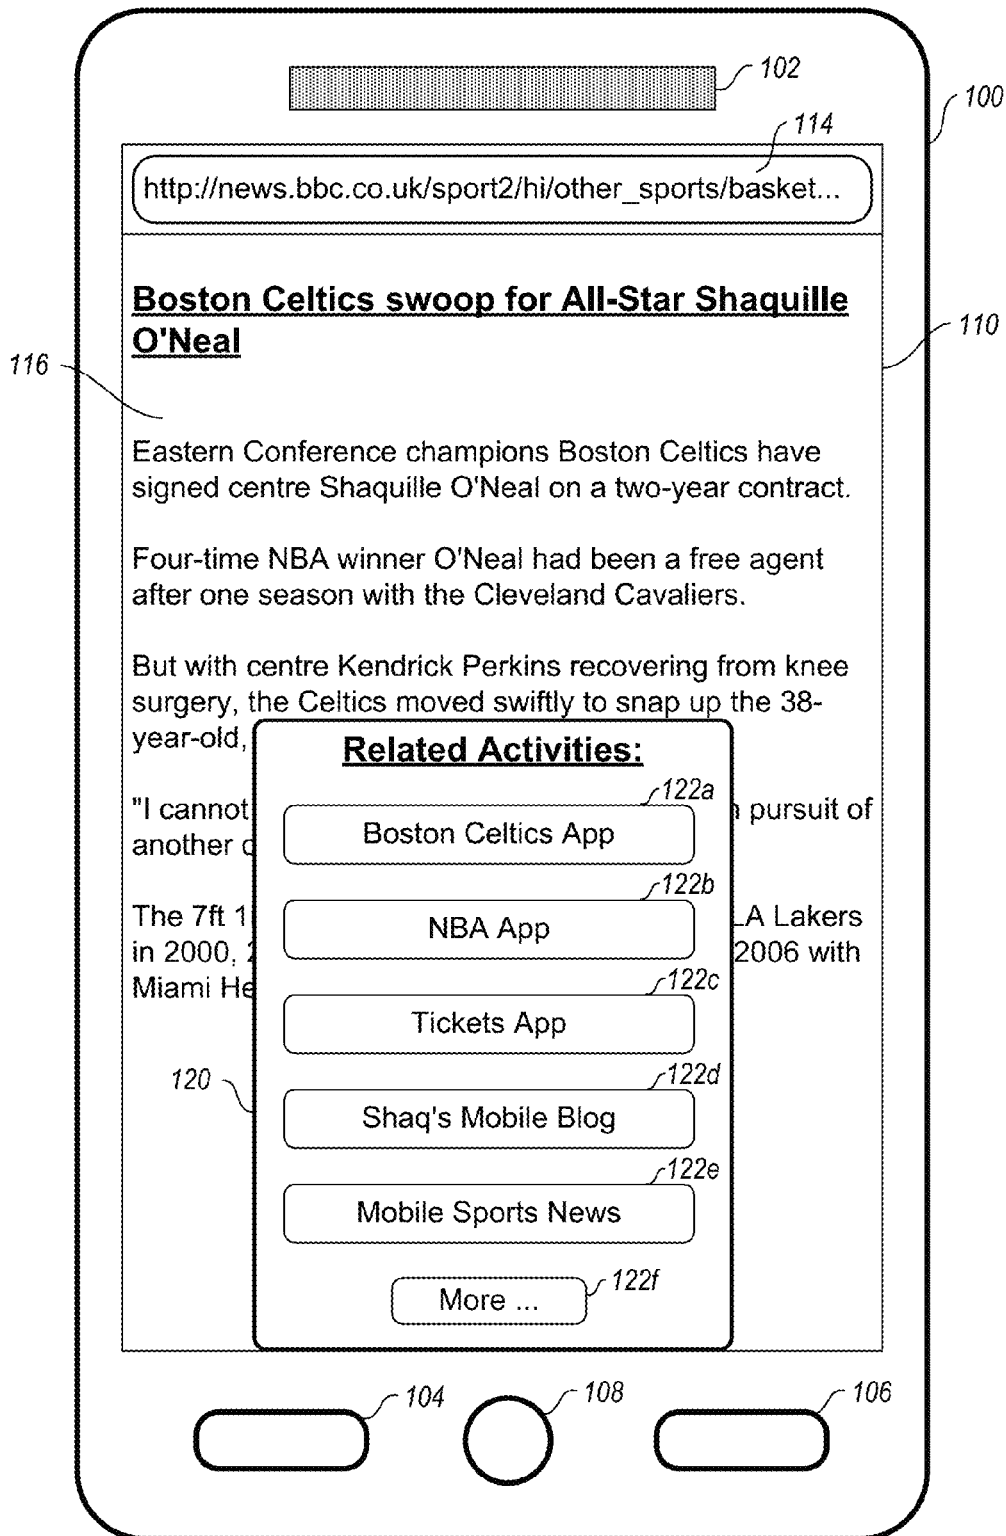 102
100
114
http://news.bbc.co.uk/sport2/hi/other_sports/basket...
Boston Celtics swoop for All-Star Shaquille
O'Neal
110
116
Eastern Conference champions Boston Celtics have
signed centre Shaquille O'Neal on a two-year contract.
Four-time NBA winner O'Neal had been a free agent
after one season with the Cleveland Cavaliers.
But with centre Kendrick Perkins recovering from knee
surgery, the Celtics moved swiftly to snap up the 38-
year-old,
Related Activities:
122a
"I cannot pursuit of
Boston Celtics App
another
122b
The 7ft LA Lakers
NBA App
in 2000, 2006 with
122c
Miami
Tickets App
120
122d
Shaq's Mobile Blog
122e
Mobile Sports News
122f
More ...
104
108
106